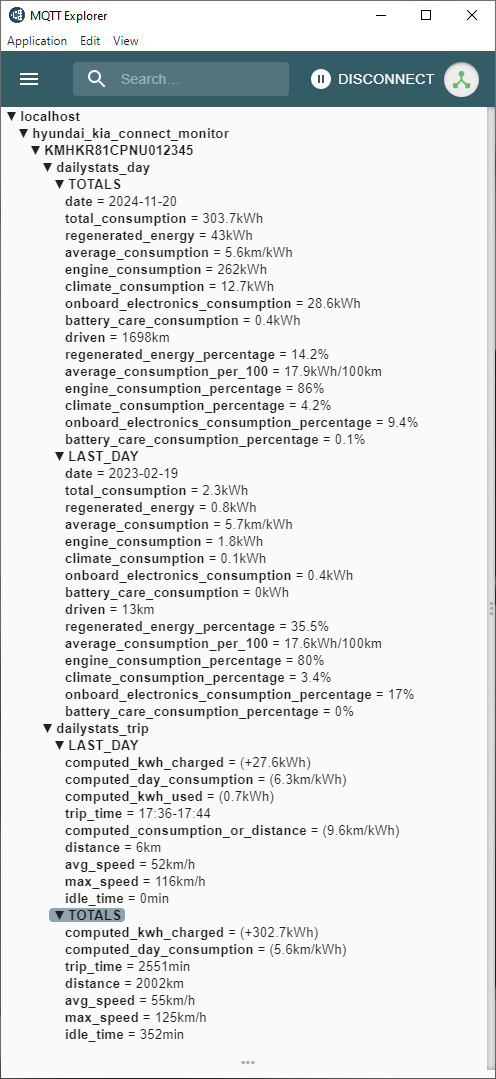 MQTT Explorer
Application Edit View
Search...
DISCONNECT
▼ localhost
▼ hyundai_kia_connect_monitor
▼ KMHKR81CPNU012345
▼ dailystats_day
▼ TOTALS
date = 2024-11-20
total_consumption = 303.7kWh
regenerated_energy = 43kWh
average_consumption = 5.6km/kWh
engine_consumption = 262kWh
climate_consumption = 12.7kWh
onboard_electronics_consumption = 28.6kWh
battery_care_consumption = 0.4kWh
driven = 1698km
regenerated_energy_percentage = 14.2%
average_consumption_per_100 = 17.9kWh/100km
engine_consumption_percentage = 86%
climate_consumption_percentage = 4.2%
onboard_electronics_consumption_percentage = 9.4%
battery_care_consumption_percentage = 0.1%
▼ LAST_DAY
date = 2023-02-19
total_consumption = 2.3kWh
regenerated_energy = 0.8kWh
average_consumption = 5.7km/kWh
engine_consumption = 1.8kWh
climate_consumption = 0.1kWh
onboard_electronics_consumption = 0.4kWh
battery_care_consumption = 0kWh
driven = 13km
regenerated_energy_percentage = 35.5%
average_consumption_per_100 = 17.6kWh/100km
engine_consumption_percentage = 80%
climate_consumption_percentage = 3.4%
onboard_electronics_consumption_percentage = 17%
battery_care_consumption_percentage = 0%
▼ dailystats_trip
▼ LAST_DAY
computed_kwh_charged = (+27.6kWh)
computed_day_consumption = (6.3km/kWh)
computed_kwh_used = (0.7kWh)
trip_time = 17:36-17:44
computed_consumption_or_distance = (9.6km/kWh)
distance = 6km
avg_speed = 52km/h
max_speed = 116km/h
idle_time = 0min
▼ TOTALS
computed_kwh_charged = (+302.7kWh)
computed_day_consumption = (5.6km/kWh)
trip_time = 2551min
distance = 2002km
avg_speed = 55km/h
max_speed = 125km/h
idle_time = 352min